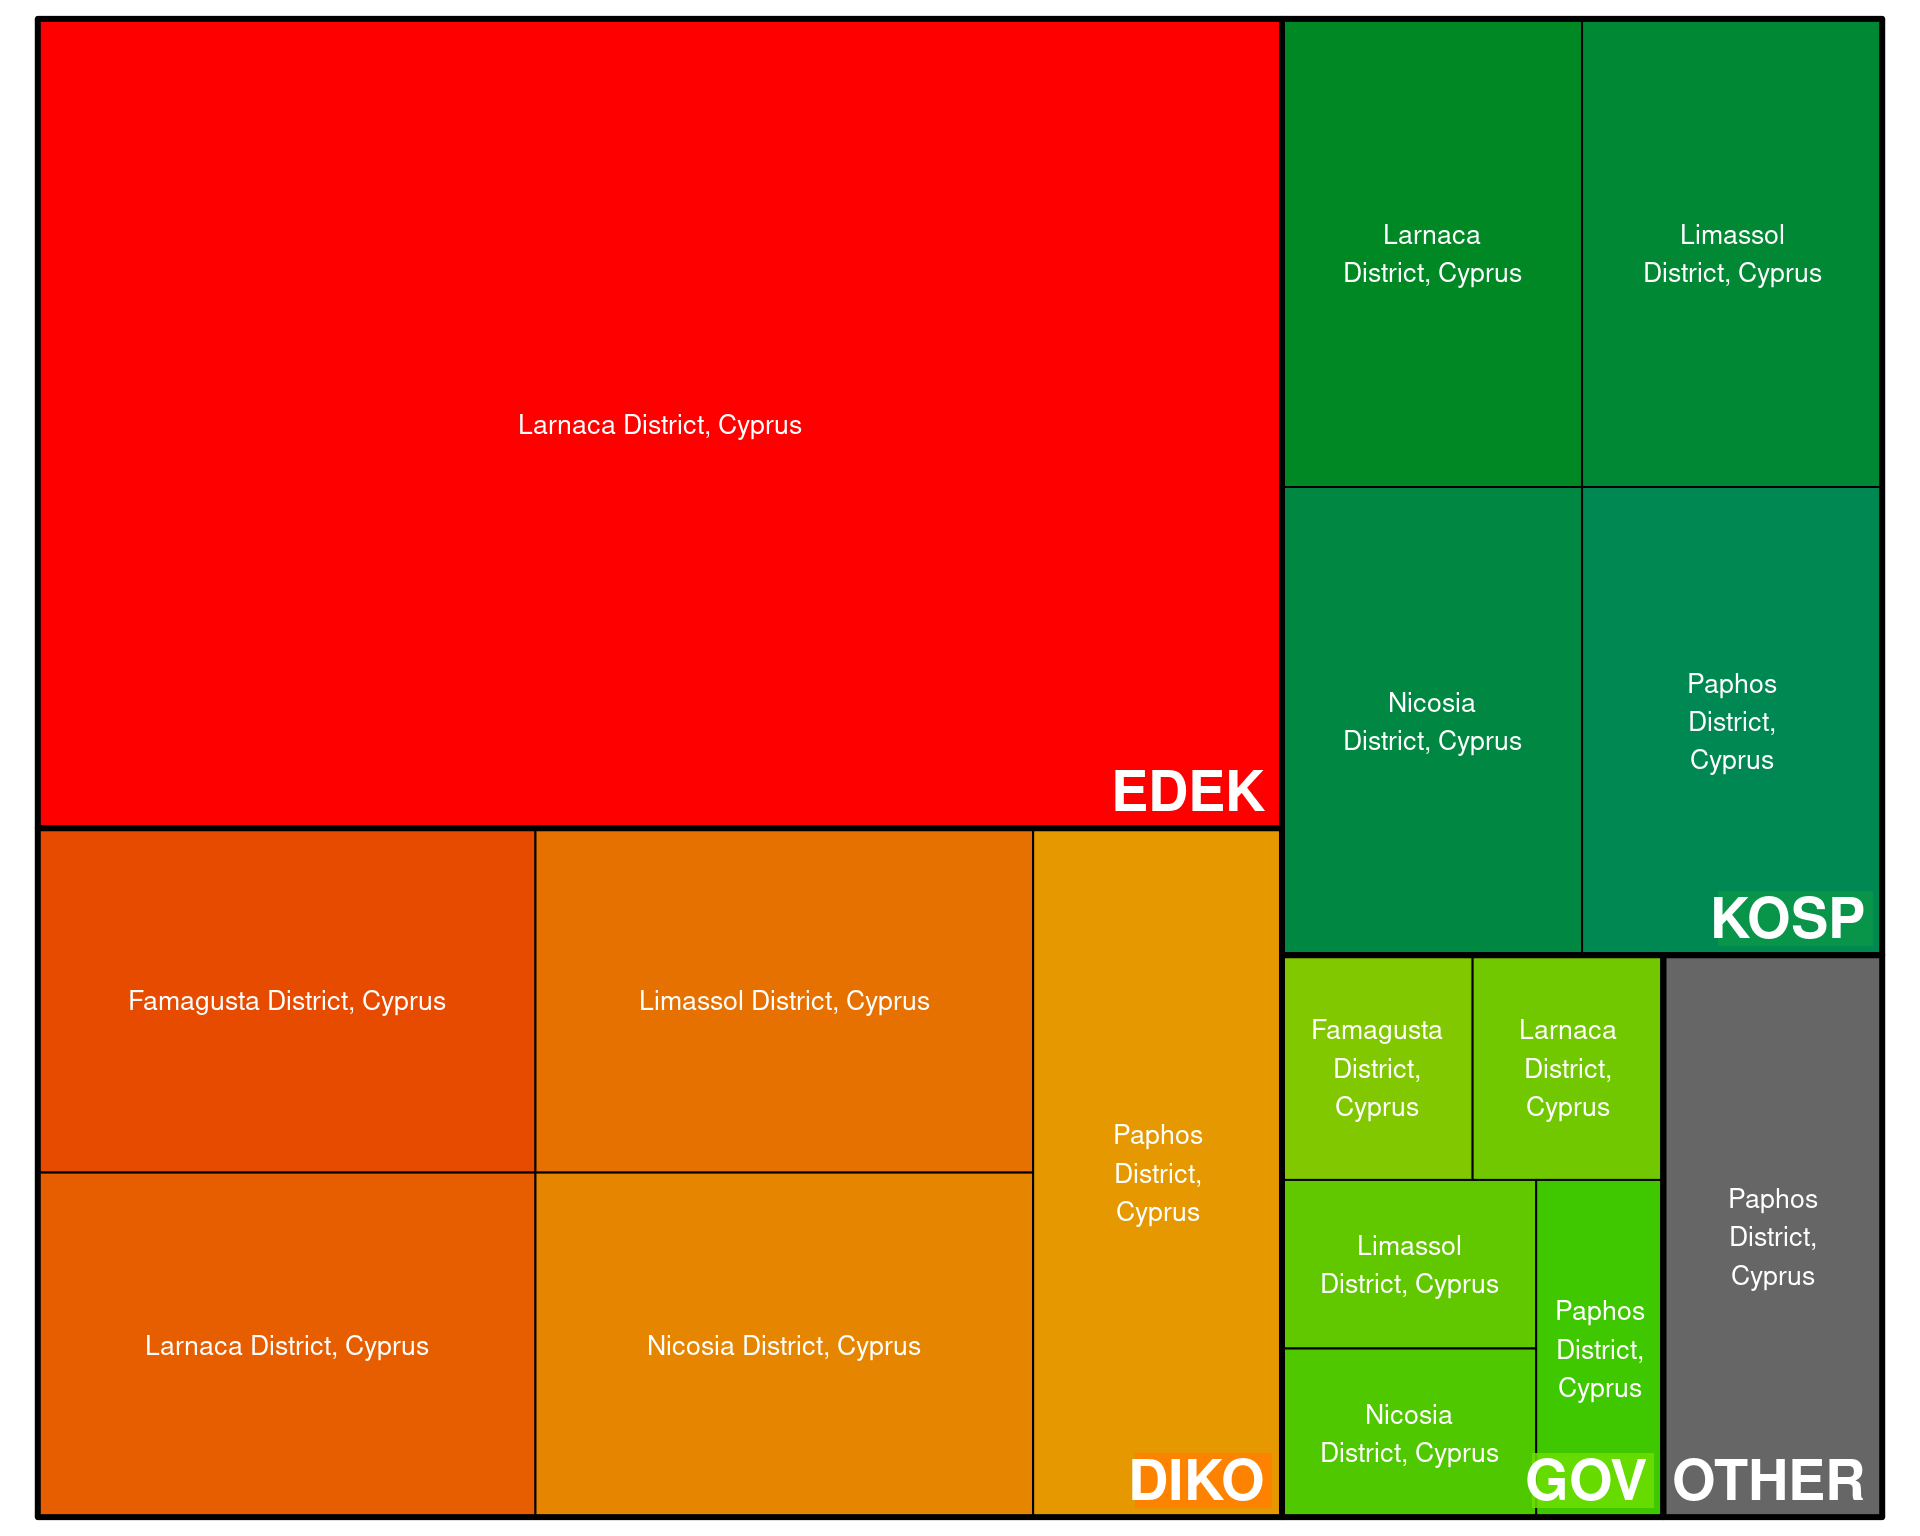 Larnaca District, Cyprus
EDEK
Famagusta District, Cyprus
Limassol District, Cyprus
Larnaca District, Cyprus
Nicosia District, Cyprus
Paphos
District,
Cyprus
DIKO
Larnaca
District, Cyprus
Limassol
District, Cyprus
Nicosia
District, Cyprus
Paphos
District,
Cyprus
KOSP
Famagusta
District,
Cyprus
Larnaca
District,
Cyprus
Limassol
District, Cyprus
Nicosia
District, Cyprus
Paphos
District,
Cyprus
GOV
Paphos
District,
Cyprus
OTHER